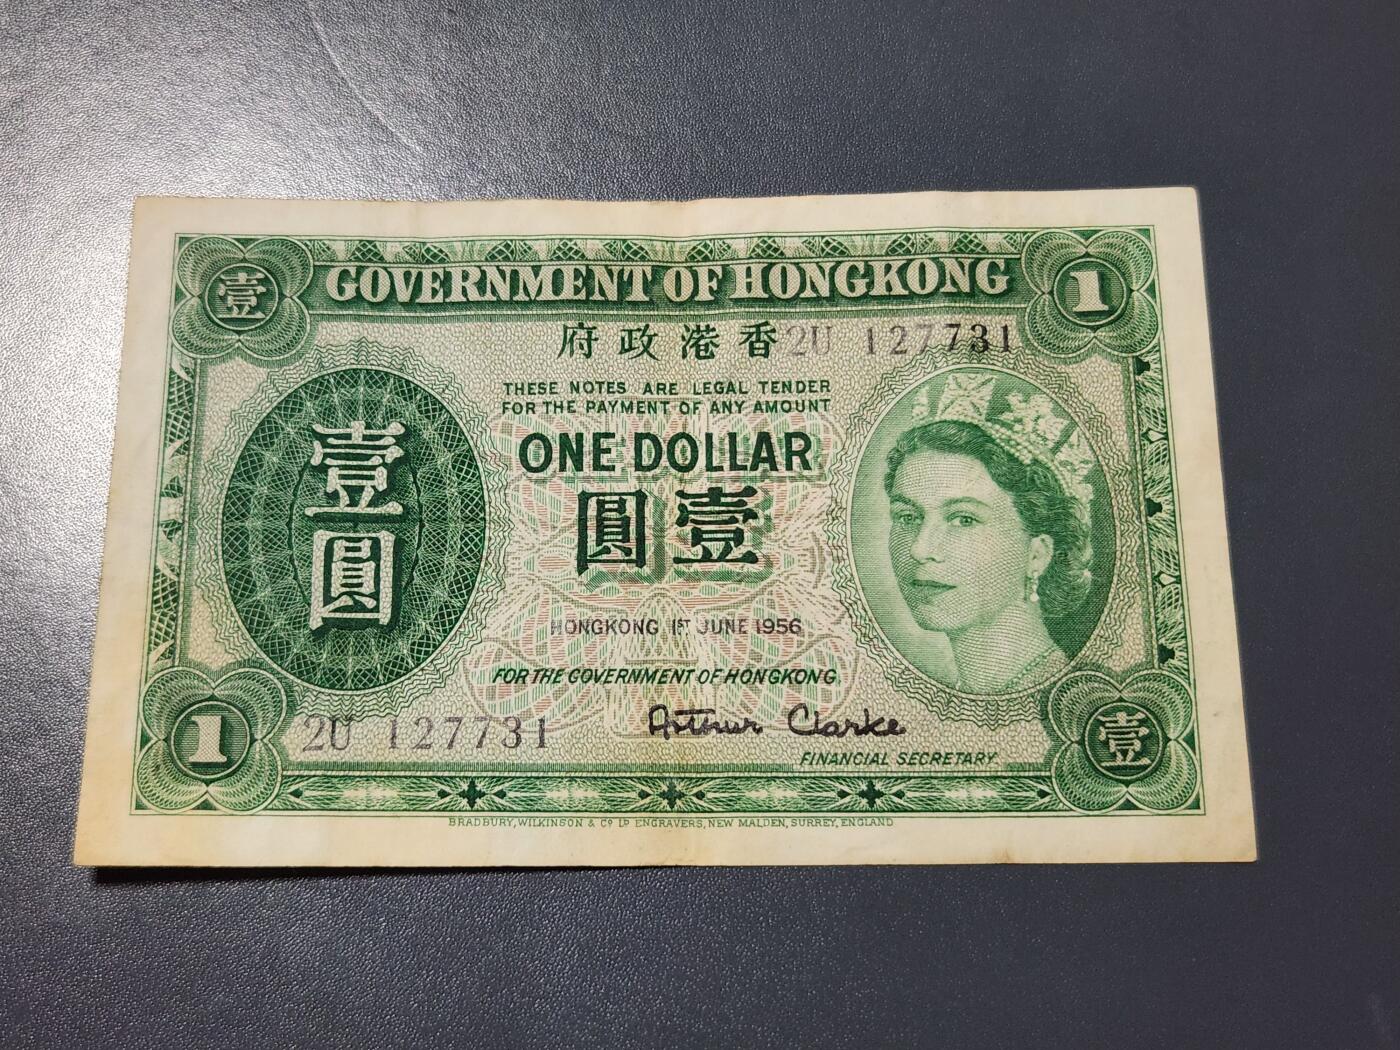 壹
GOVERNMENT OF HONGKONG
1
府政港香
2U 127731
THESE NOTES ARE LEGAL TENDER
FOR THE PAYMENT OF ANY AMOUNT
ONE DOLLAR
圓壹
壹圓
HONGKONG 1ST JUNE 1956
FOR THE GOVERNMENT OF HONGKONG.
1
2U 127731
Arthur Clarke
FINANCIAL SECRETARY.
壹
BRADBURY, WILKINSON & Co LD ENGRAVERS, NEW MALDEN, SURREY, ENGLAND